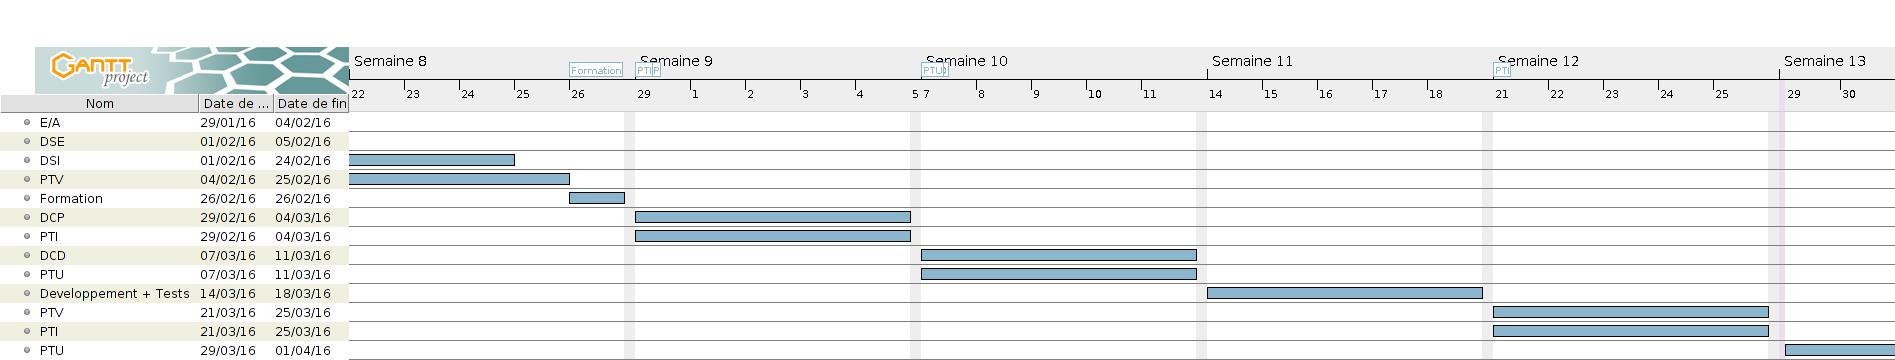 GANTT project
Semaine 8 Semaine 9 Semaine 10 Semaine 11 Semaine 12 Semaine 13
Formation PTI P PTU PTI
22 23 24 25 26 29 1 2 3 4 5 7 8 9 10 11 14 15 16 17 18 21 22 23 24 25 29 30
Nom Date de ... Date de fin
E/A 29/01/16 04/02/16
DSE 01/02/16 05/02/16
DSI 01/02/16 24/02/16
PTV 04/02/16 25/02/16
Formation 26/02/16 26/02/16
DCP 29/02/16 04/03/16
PTI 29/02/16 04/03/16
DCD 07/03/16 11/03/16
PTU 07/03/16 11/03/16
Developpement + Tests 14/03/16 18/03/16
PTV 21/03/16 25/03/16
PTI 21/03/16 25/03/16
PTU 29/03/16 01/04/16